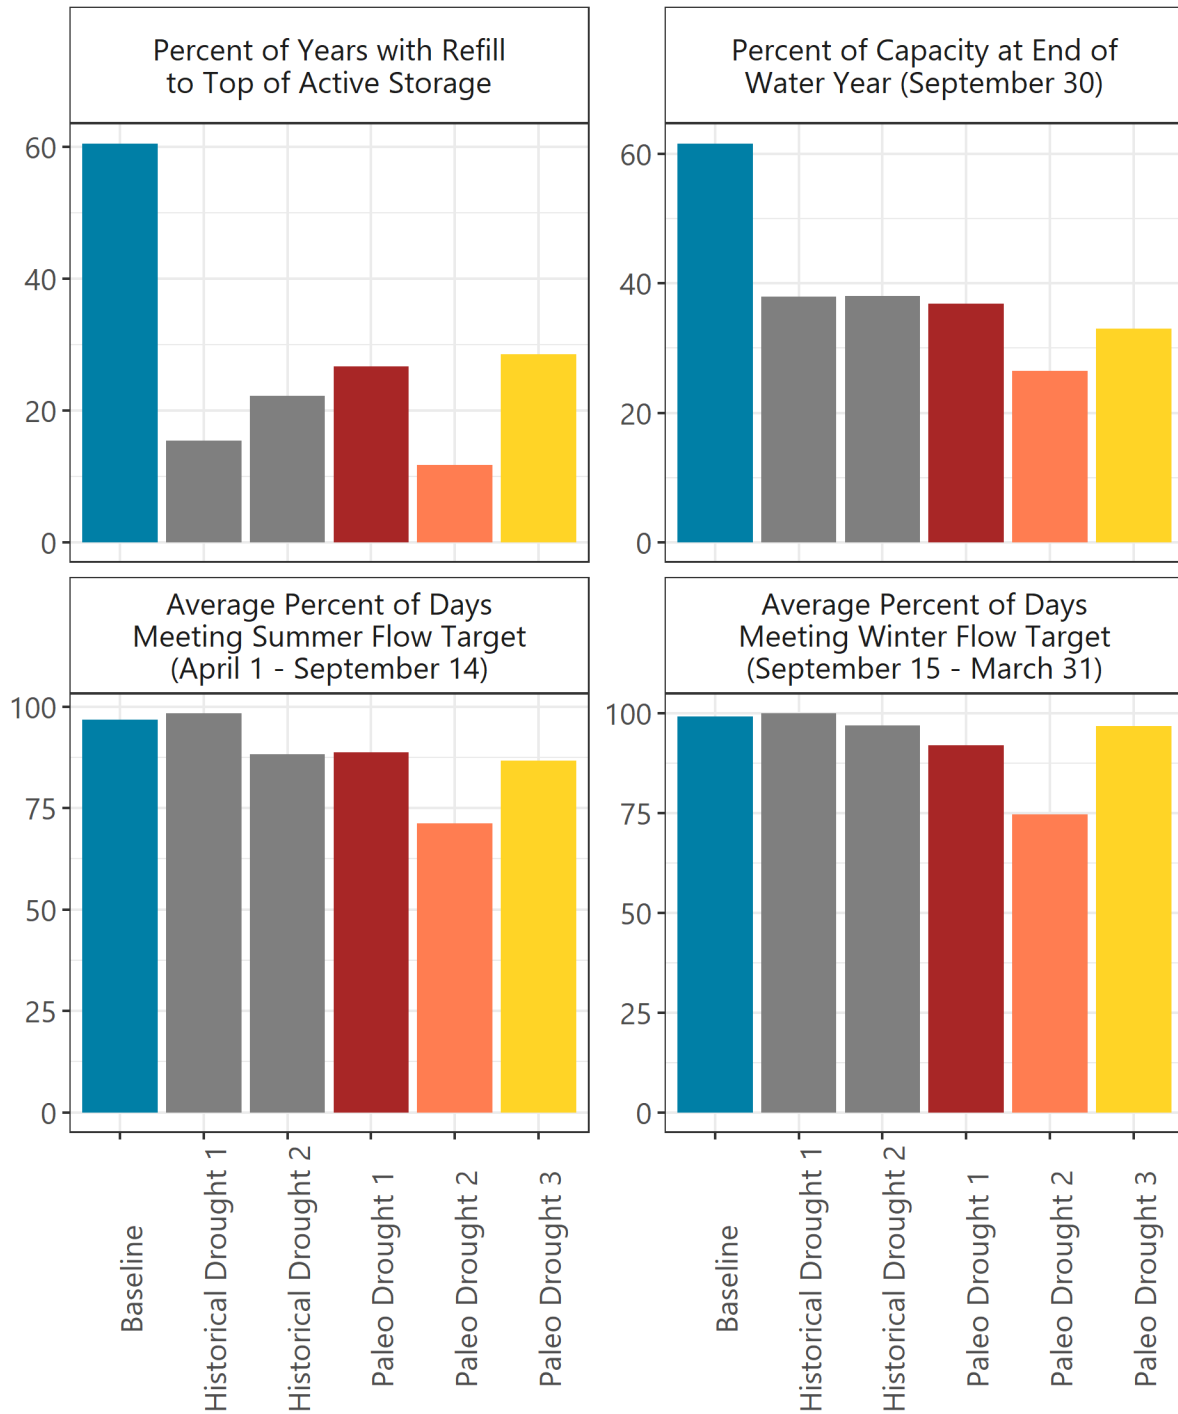 Percent of Years with Refill
to Top of Active Storage
60
40
20
0
Percent of Capacity at End of
Water Year (September 30)
60
40
20
0
Average Percent of Days
Meeting Summer Flow Target
(April 1 - September 14)
100
75
50
25
0
Average Percent of Days
Meeting Winter Flow Target
(September 15 - March 31)
100
75
50
25
0
Baseline
Historical Drought 1
Historical Drought 2
Paleo Drought 1
Paleo Drought 2
Paleo Drought 3
Baseline
Historical Drought 1
Historical Drought 2
Paleo Drought 1
Paleo Drought 2
Paleo Drought 3